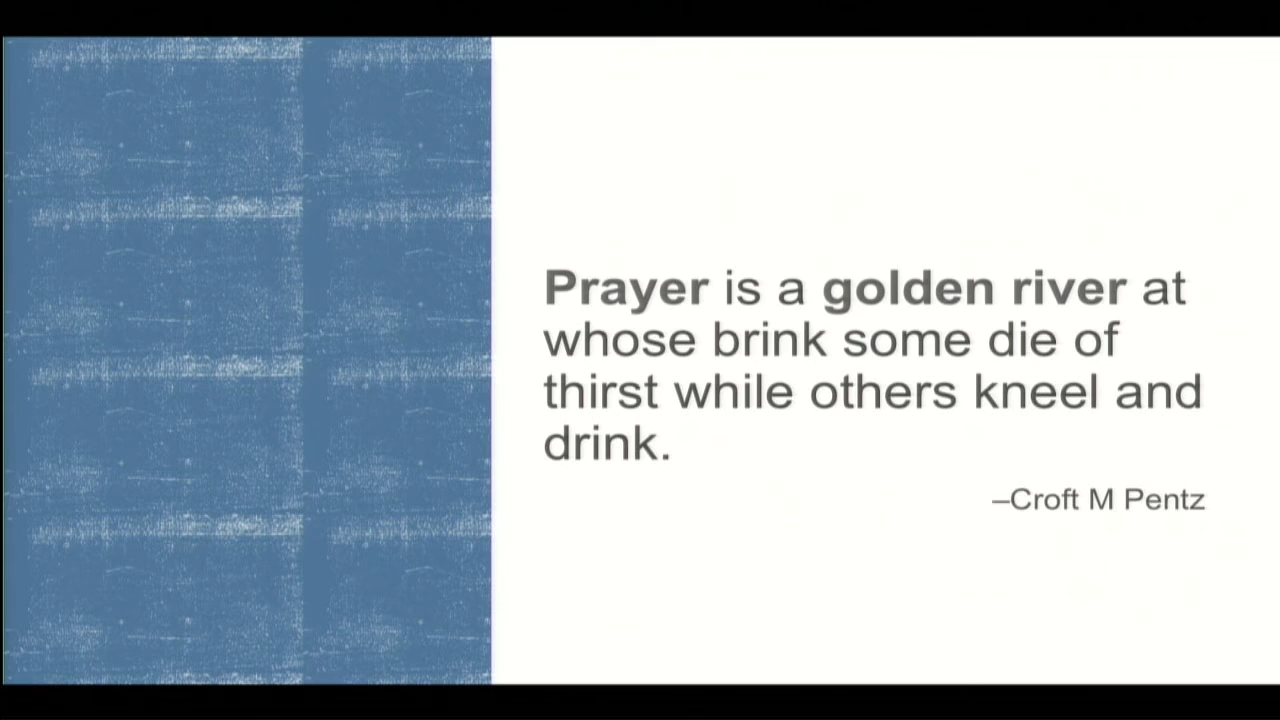 Prayer is a golden river at
whose brink some die of
thirst while others kneel and
drink.
–Croft M Pentz